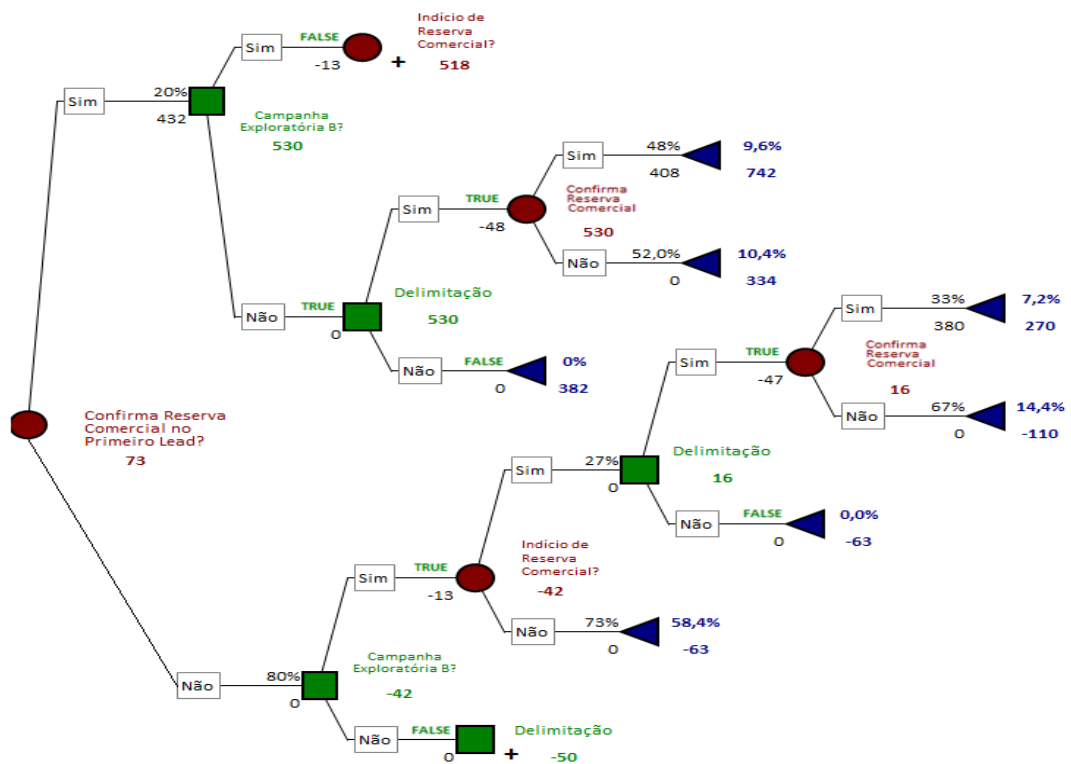 Indício de
Reserva
Comercial?
518
FALSE
Sim
-13
+
20%
Sim
432
Campanha
Exploratória B?
530
48%
9,6%
Sim
408
742
TRUE
Confirma
Reserva
Comercial
530
Sim
-48
52,0%
10,4%
Não
0
334
Delimitação
530
TRUE
Não
0
33%
7,2%
Sim
380
270
FALSE
0%
Não
0
382
TRUE
Confirma
Reserva
Comercial
16
Sim
-47
67%
14,4%
Não
0
-110
Confirma Reserva
Comercial no
Primeiro Lead?
73
Delimitação
16
27%
Sim
0
FALSE
0,0%
Não
0
-63
Indício de
Reserva
Comercial?
-42
TRUE
Sim
-13
73%
58,4%
Não
0
-63
Campanha
Exploratória B?
-42
80%
Não
0
FALSE
Delimitação
Não
0
+
-50